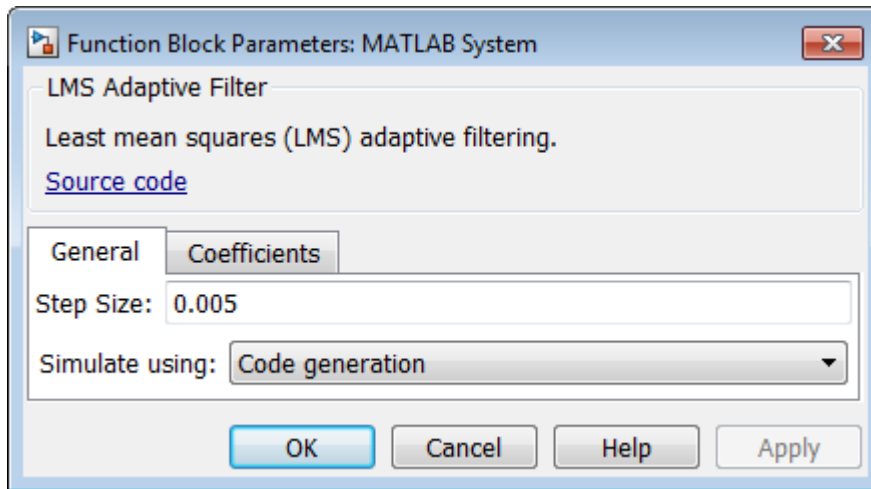 Function Block Parameters: MATLAB System
LMS Adaptive Filter
Least mean squares (LMS) adaptive filtering.
Source code
General Coefficients
Step Size: 0.005
Simulate using: Code generation
OK Cancel Help Apply